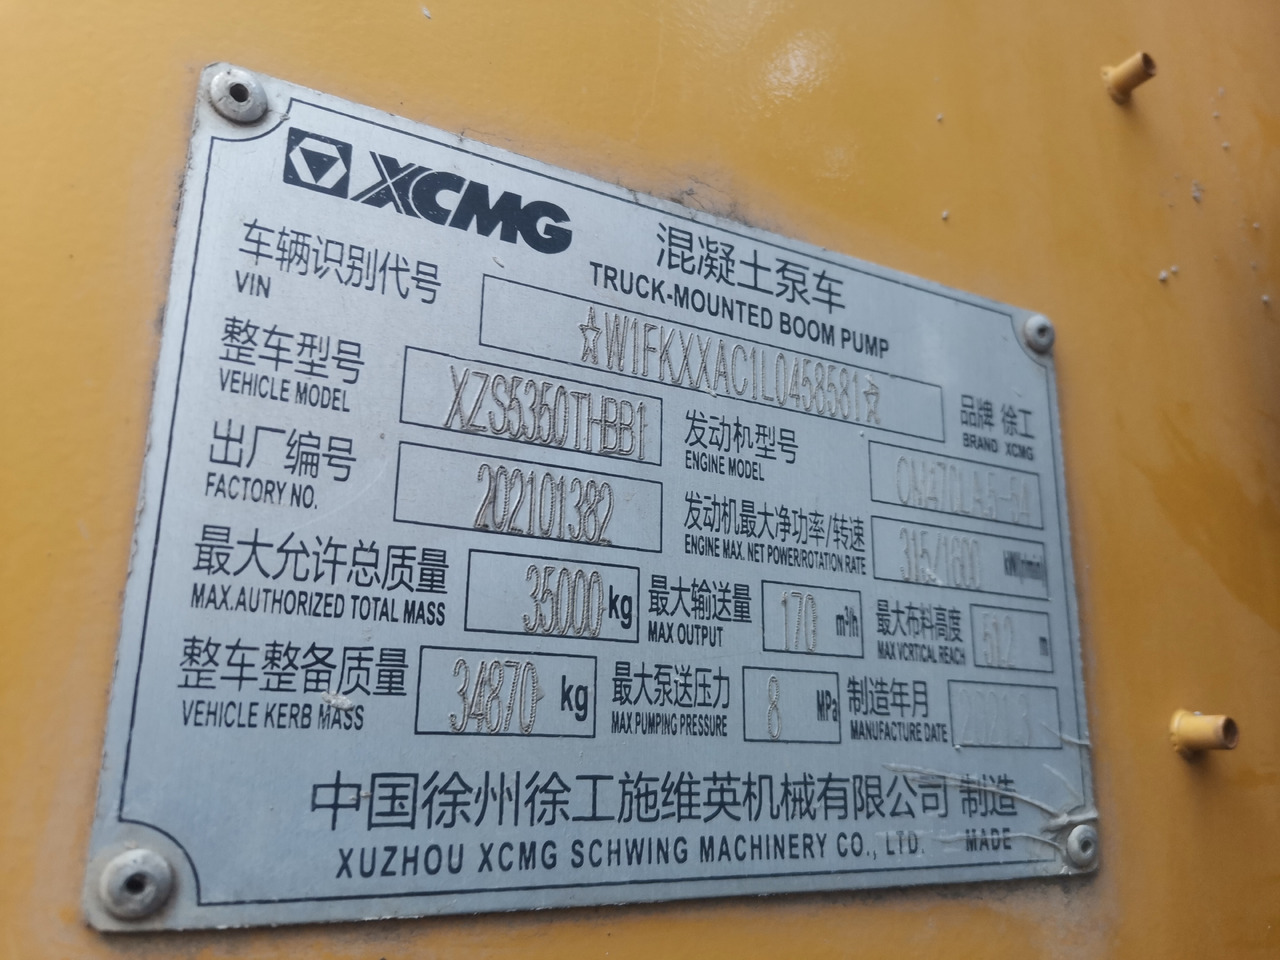 XCMG
混凝土泵车
TRUCK-MOUNTED BOOM PUMP
车辆识别代号
VIN
☆W1FKXXAC1L0458581☆
整车型号
VEHICLE MODEL
XZS5350THBB1
品牌 徐工
BRAND XCMG
发动机型号
ENGINE MODEL
出厂编号
FACTORY NO.
202101382
发动机最大净功率/转速
ENGINE MAX. NET POWER/ROTATION RATE
315/1600 kW(r/min)
最大允许总质量
MAX.AUTHORIZED TOTAL MASS
35000 kg
最大输送量
MAX OUTPUT
170 m³/h
最大布料高度
MAX VCRTICAL REACH
51.2 m
整车整备质量
VEHICLE KERB MASS
34870 kg
最大泵送压力
MAX.PUMPING PRESSURE
8 MPa
制造年月
MANUFACTURE DATE
中国徐州徐工施维英机械有限公司 制造
XUZHOU XCMG SCHWING MACHINERY CO., LTD. MADE